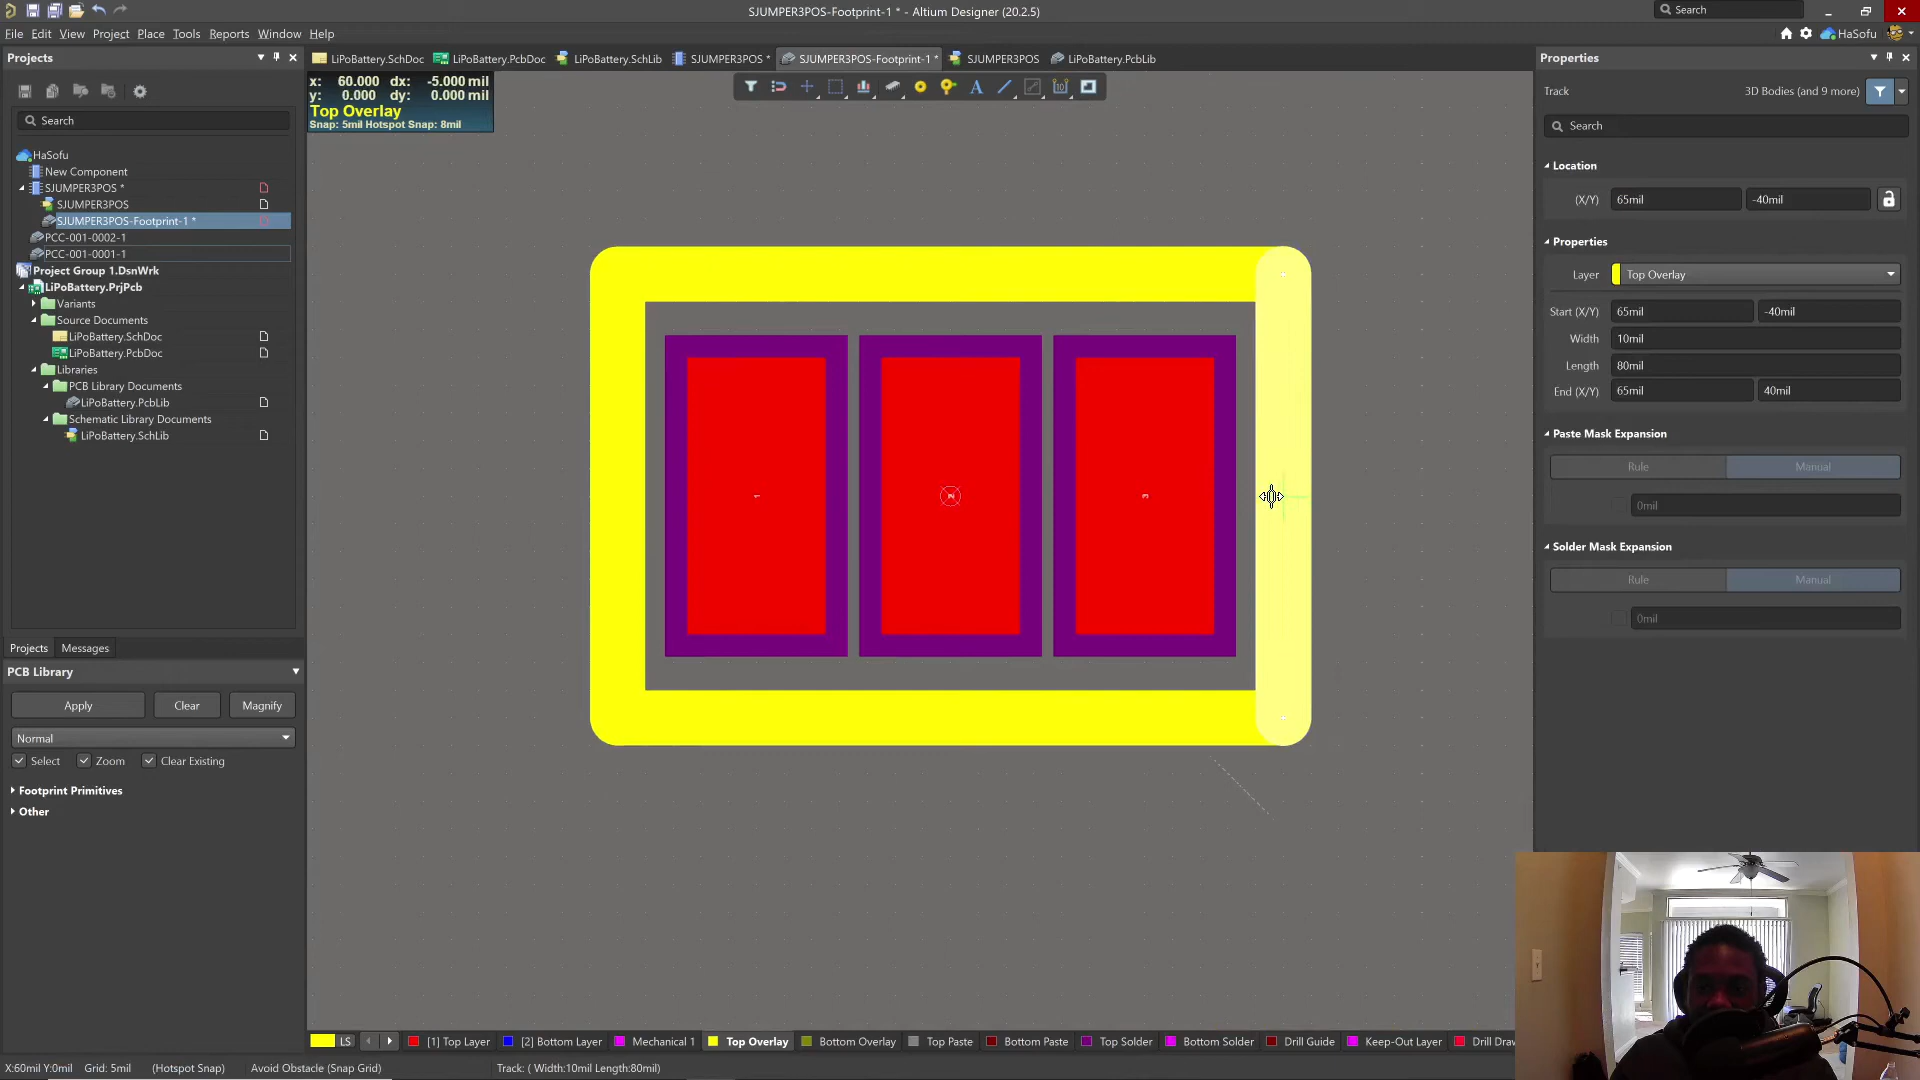 SJUMPER3POS-Footprint-1 * - Altium Designer (20.2.5)
Search
File Edit View Project Place Tools Reports Window Help
HaSofu
Projects
LiPoBattery.SchDoc LiPoBattery.PcbDoc LiPoBattery.SchLib SJUMPER3POS * SJUMPER3POS-Footprint-1 * SJUMPER3POS LiPoBattery.PcbLib
Properties
x: 60.000 dx: -5.000 mil
y: 0.000 dy: 0.000 mil
Top Overlay
Snap: 5mil Hotspot Snap: 8mil
Track 3D Bodies (and 9 more)
Search
Search
HaSofu
New Component
SJUMPER3POS *
SJUMPER3POS
SJUMPER3POS-Footprint-1 *
PCC-001-0002-1
PCC-001-0001-1
Project Group 1.DsnWrk
LiPoBattery.PrjPcb
Variants
Source Documents
LiPoBattery.SchDoc
LiPoBattery.PcbDoc
Libraries
PCB Library Documents
LiPoBattery.PcbLib
Schematic Library Documents
LiPoBattery.SchLib
1 2 3
Location
(X/Y) 65mil -40mil
Properties
Layer Top Overlay
Start (X/Y) 65mil -40mil
Width 10mil
Length 80mil
End (X/Y) 65mil 40mil
Paste Mask Expansion
Rule Manual
0mil
Solder Mask Expansion
Rule Manual
0mil
Projects Messages
PCB Library
Apply Clear Magnify
Normal
Select Zoom Clear Existing
Footprint Primitives
Other
LS [1] Top Layer [2] Bottom Layer Mechanical 1 Top Overlay Bottom Overlay Top Paste Bottom Paste Top Solder Bottom Solder Drill Guide Keep-Out Layer Drill Draw
X:60mil Y:0mil Grid: 5mil (Hotspot Snap) Avoid Obstacle (Snap Grid) Track: ( Width:10mil Length:80mil)